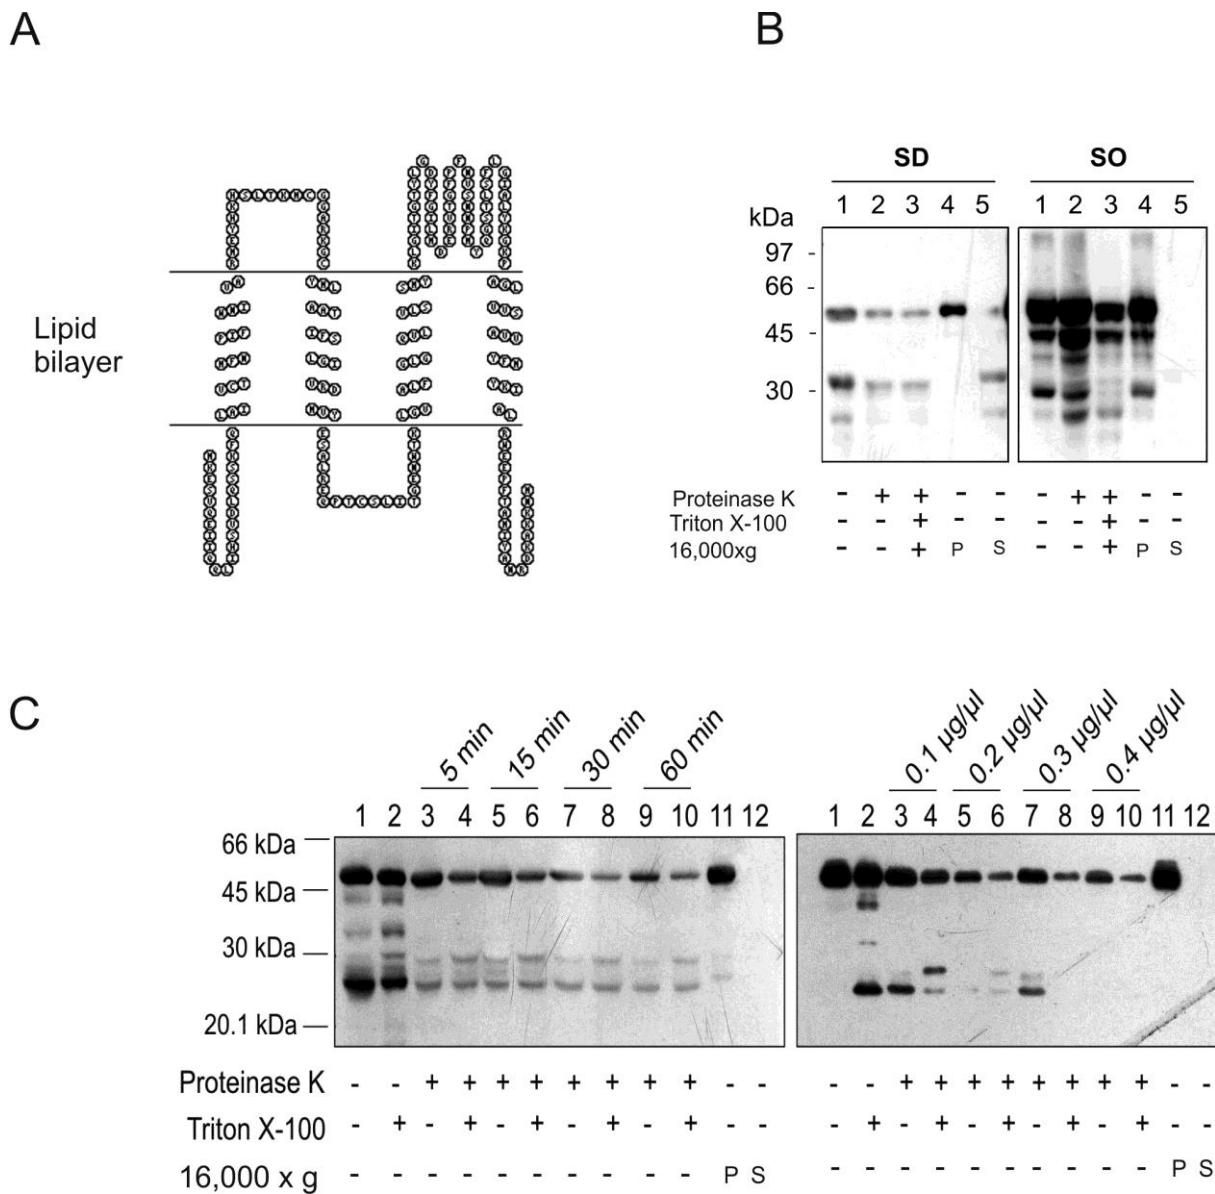 A
Lipid
bilayer
B
SD SO
1 2 3 4 5 1 2 3 4 5
kDa
97 -
66 -
45 -
30 -
Proteinase K - + + - - - + + - -
Triton X-100 - - + - - - - + - -
16,000xg - - + P S - - + P S
C
5 min 15 min 30 min 60 min 0.1 µg/µl 0.2 µg/µl 0.3 µg/µl 0.4 µg/µl
1 2 3 4 5 6 7 8 9 10 11 12 1 2 3 4 5 6 7 8 9 10 11 12
66 kDa
45 kDa
30 kDa
20.1 kDa
Proteinase K - - + + + + + + + + - - - - + + + + + + + + - -
Triton X-100 - + - + - + - + - + - - - + - + - + - + - + - -
16,000 x g - - - - - - - - - - P S - - - - - - - - - - P S